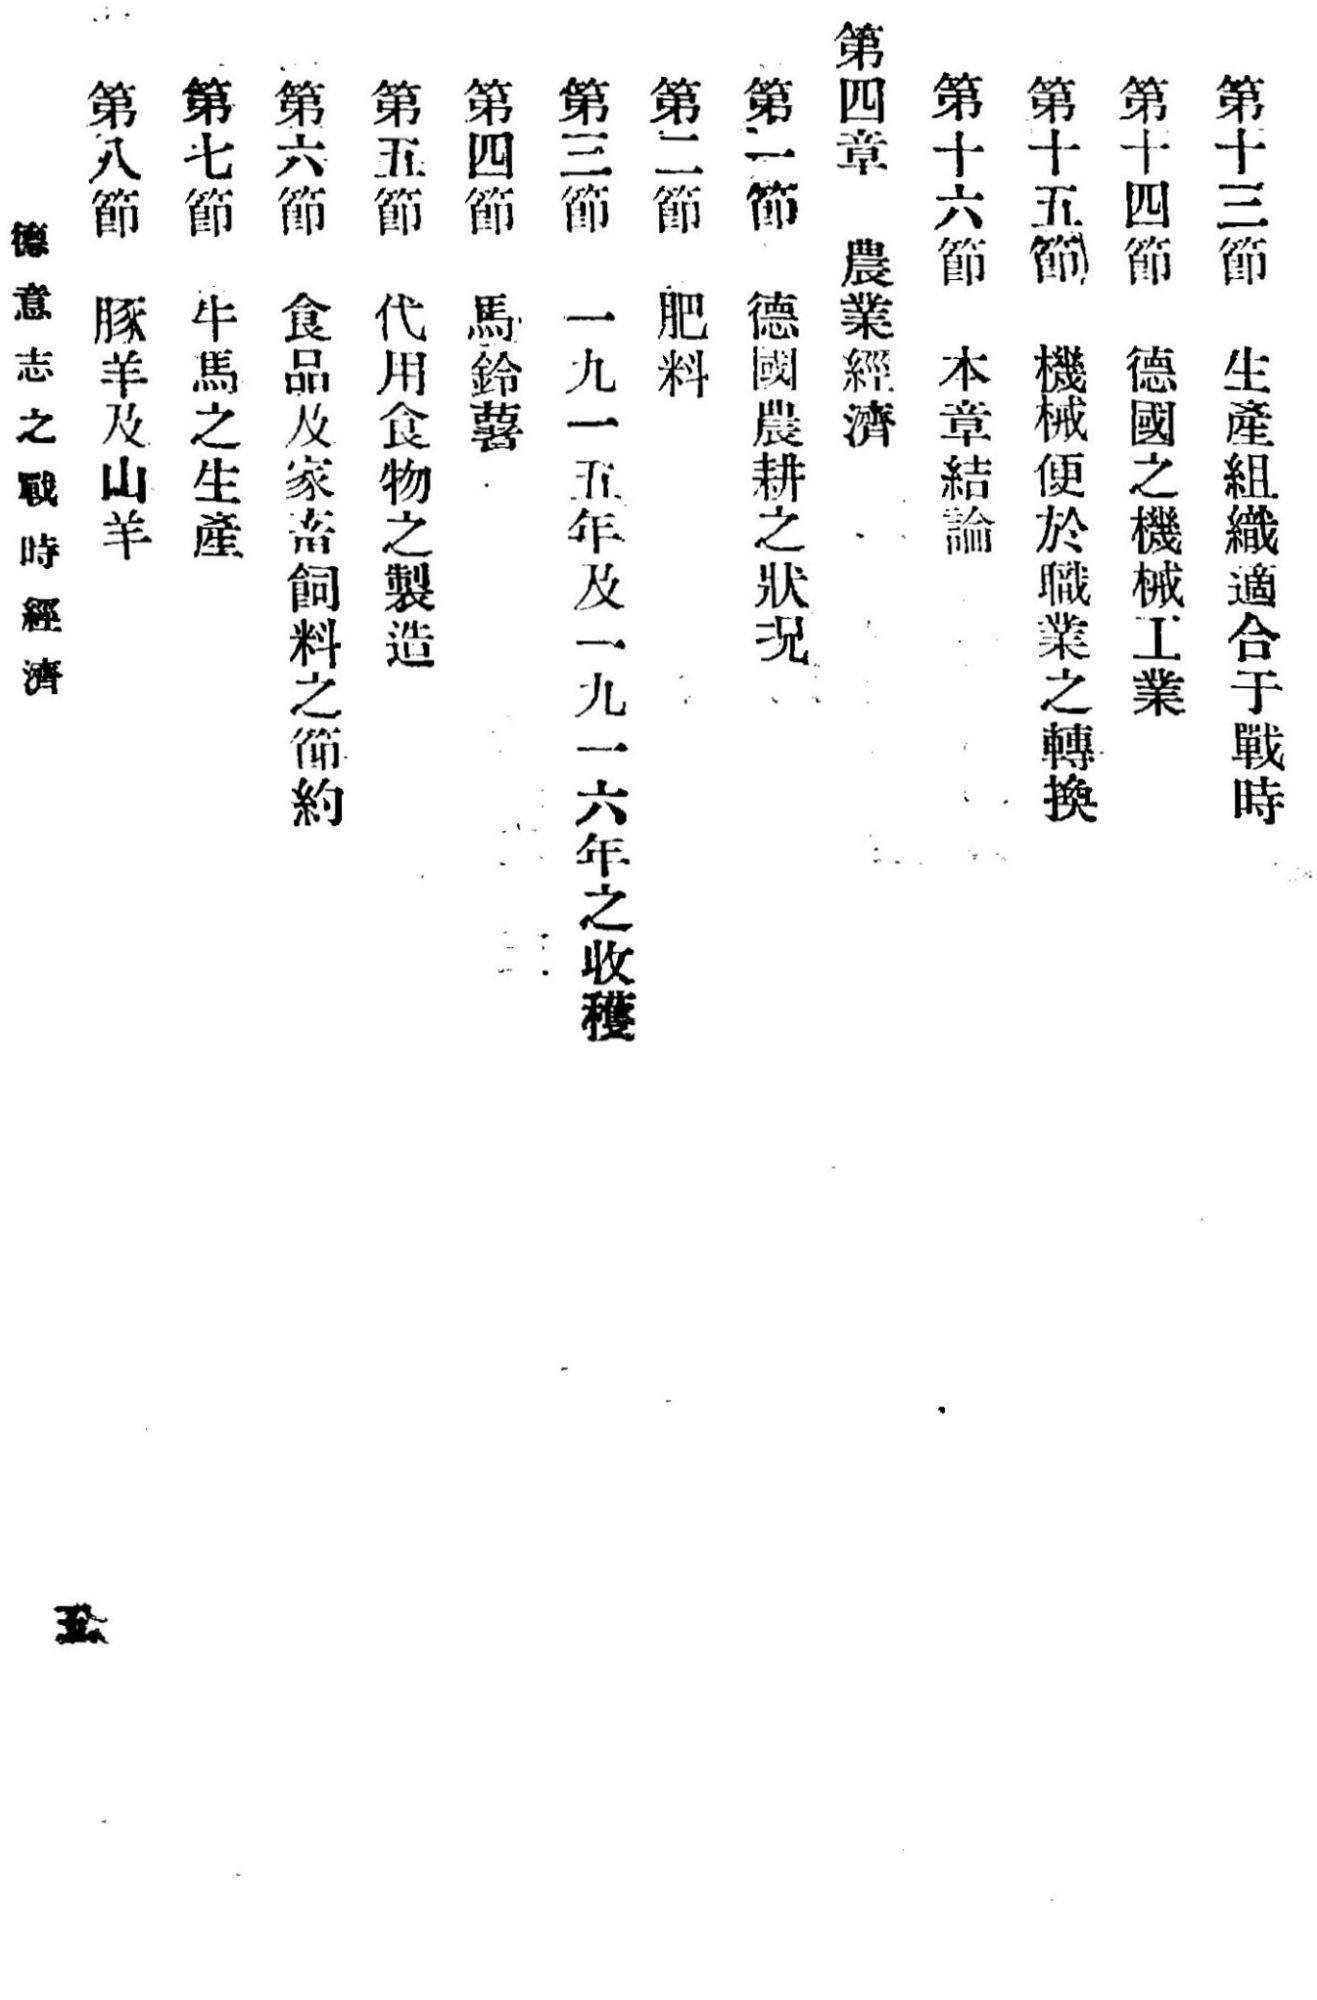 第十三節　生產組織適合于戰時
第十四節　德國之機械工業
第十五節　機械便於職業之轉換
第十六節　本章結論
第四章　農業經濟
第一節　德國農耕之狀況
第二節　肥料
第三節　一九一五年及一九一六年之收穫
第四節　馬鈴薯
第五節　代用食物之製造
第六節　食品及家畜飼料之節約
第七節　牛馬之生產
第八節　豚羊及山羊
德意志之戰時經濟
五